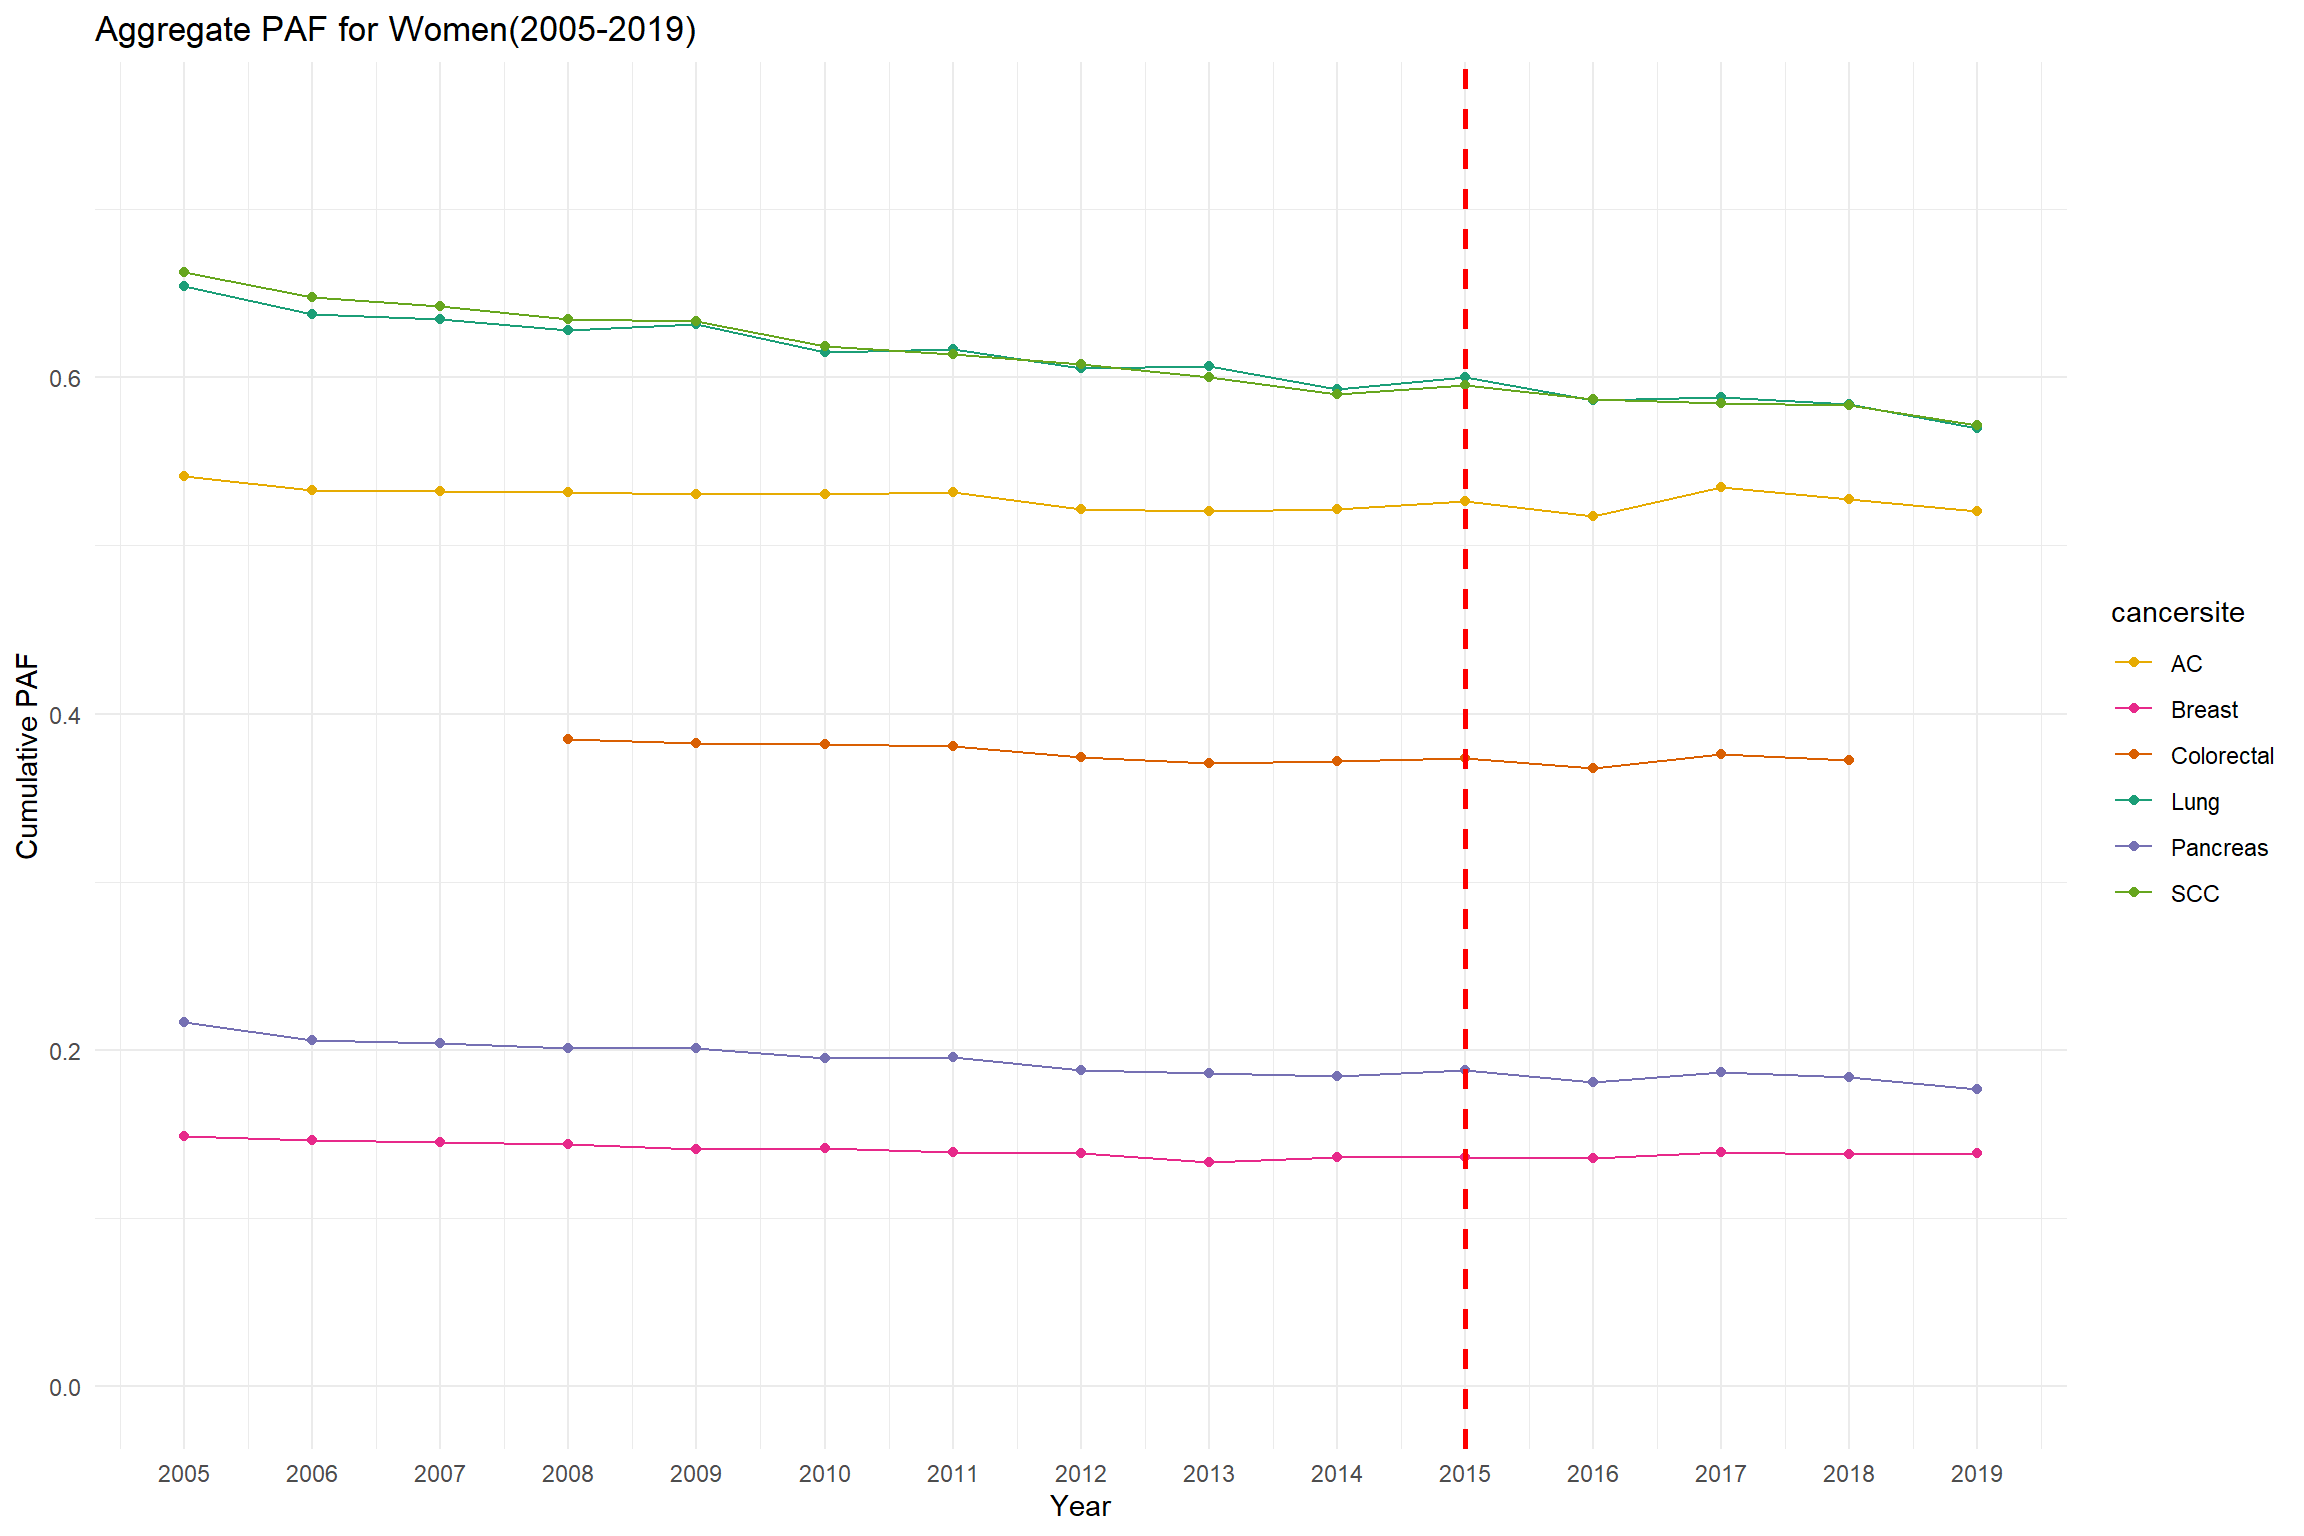 Aggregate PAF for Women(2005-2019)
Cumulative PAF
0.6
0.4
0.2
0.0
2005 2006 2007 2008 2009 2010 2011 2012 2013 2014 2015 2016 2017 2018 2019
Year
cancersite
AC
Breast
Colorectal
Lung
Pancreas
SCC